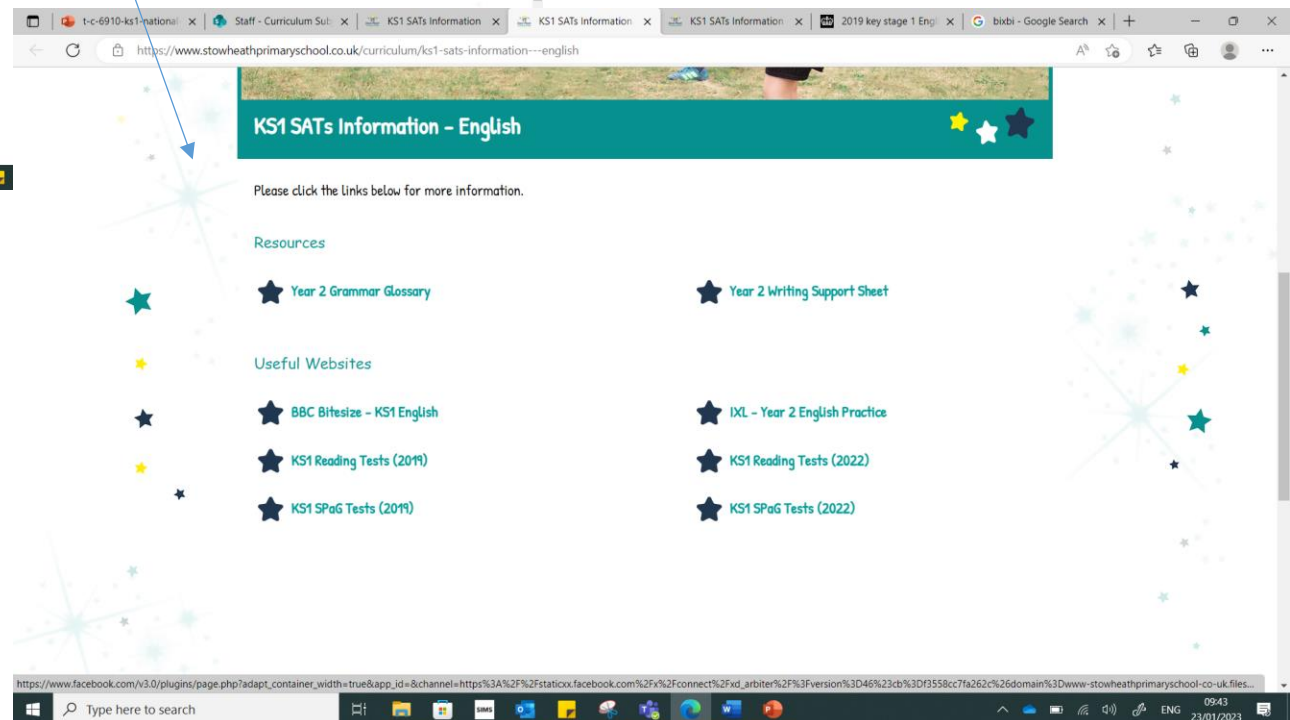 t-c-6910-ks1-national
Staff - Curriculum Sub
KS1 SATs Information
KS1 SATs Information
KS1 SATs Information
2019 key stage 1 Engl
bixbi - Google Search
https://www.stowheathprimaryschool.co.uk/curriculum/ks1-sats-information---english
KS1 SATs Information - English
Please click the links below for more information.
Resources
Year 2 Grammar Glossary
Year 2 Writing Support Sheet
Useful Websites
BBC Bitesize - KS1 English
IXL - Year 2 English Practice
KS1 Reading Tests (2019)
KS1 Reading Tests (2022)
KS1 SPaG Tests (2019)
KS1 SPaG Tests (2022)
https://www.facebook.com/v3.0/plugins/page.php?adapt_container_width=true&app_id=&channel=https%3A%2F%2Fstaticxx.facebook.com%2Fx%2Fconnect%2Fxd_arbiter%2F%3Fversion%3D46%23cb%3Df3558cc7fa262c%26domain%3Dwww-stowheathprimaryschool-co-uk.files...
Type here to search
SIMS
ENG
09:43
23/01/2023